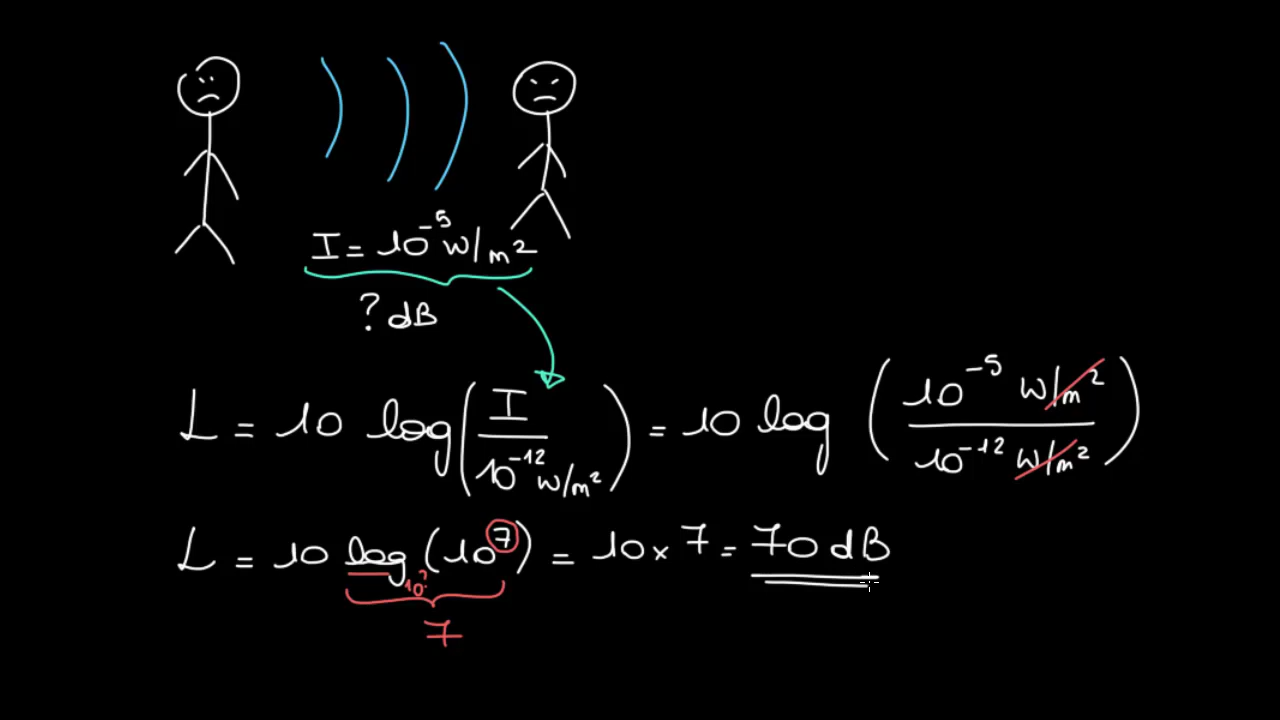 I = 10⁻⁵ W/m²
? dB
L = 10 log(I / 10⁻¹² W/m²) = 10 log (10⁻⁵ W/m² / 10⁻¹² W/m²)
L = 10 log (10⁷) = 10 × 7 = 70 dB
10?
7